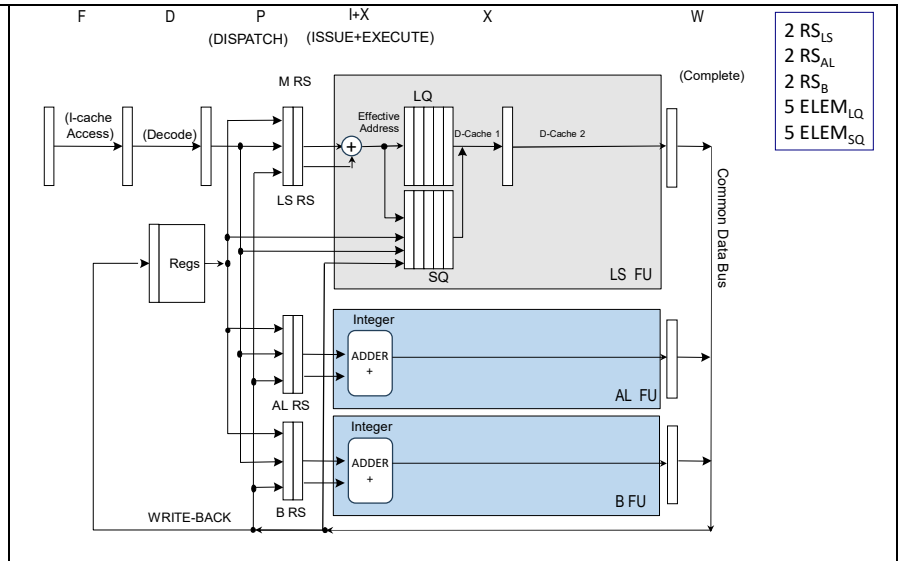 F D P I+X X W
(DISPATCH) (ISSUE+EXECUTE)
2 RS_LS
2 RS_AL
2 RS_B
5 ELEM_LQ
5 ELEM_SQ
M RS
(Complete)
LQ
(I-cache
Access)
(Decode)
Effective
Address
D-Cache 1
D-Cache 2
+
LS RS
Regs
SQ
LS FU
Common Data Bus
Integer
ADDER
+
AL RS
AL FU
Integer
ADDER
+
B RS
B FU
WRITE-BACK